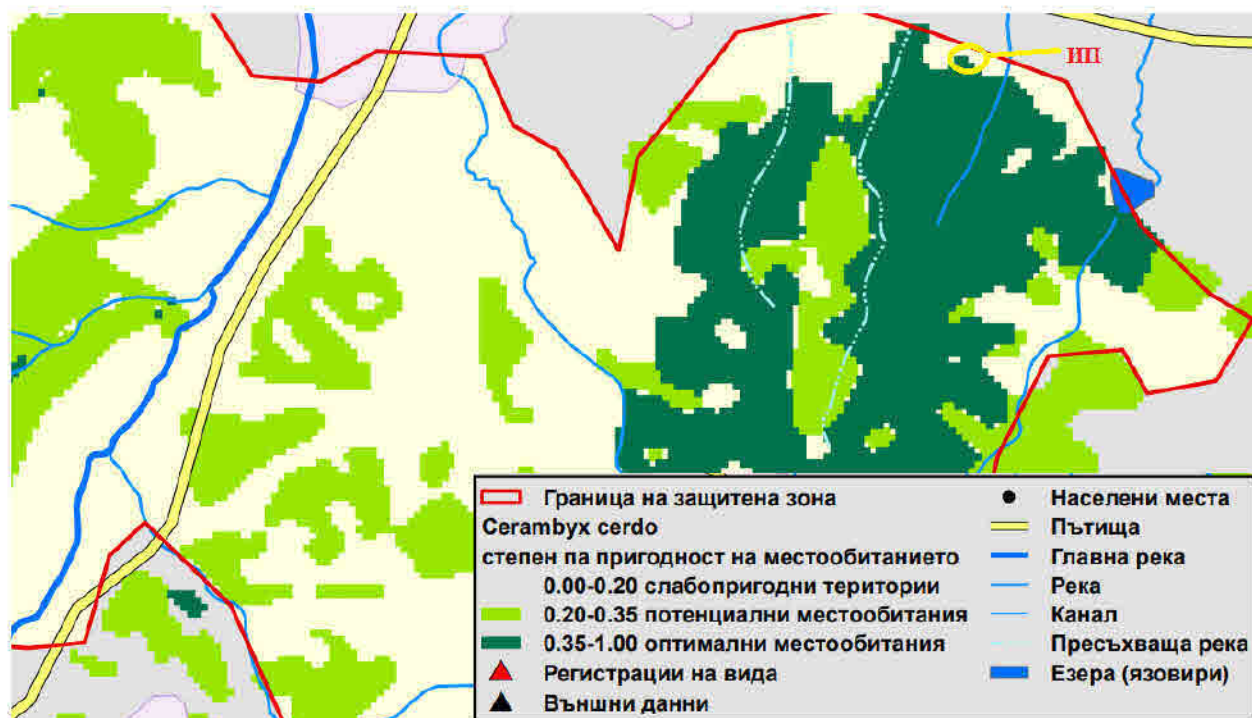 ИП
Граница на защитена зона
Cerambyx cerdo
степен па пригодност на местообитанието
0.00-0.20 слабопригодни територии
0.20-0.35 потенциални местообитания
0.35-1.00 оптимални местообитания
Регистрации на вида
Външни данни
Населени места
Пътища
Главна река
Река
Канал
Пресъхваща река
Езера (язовири)